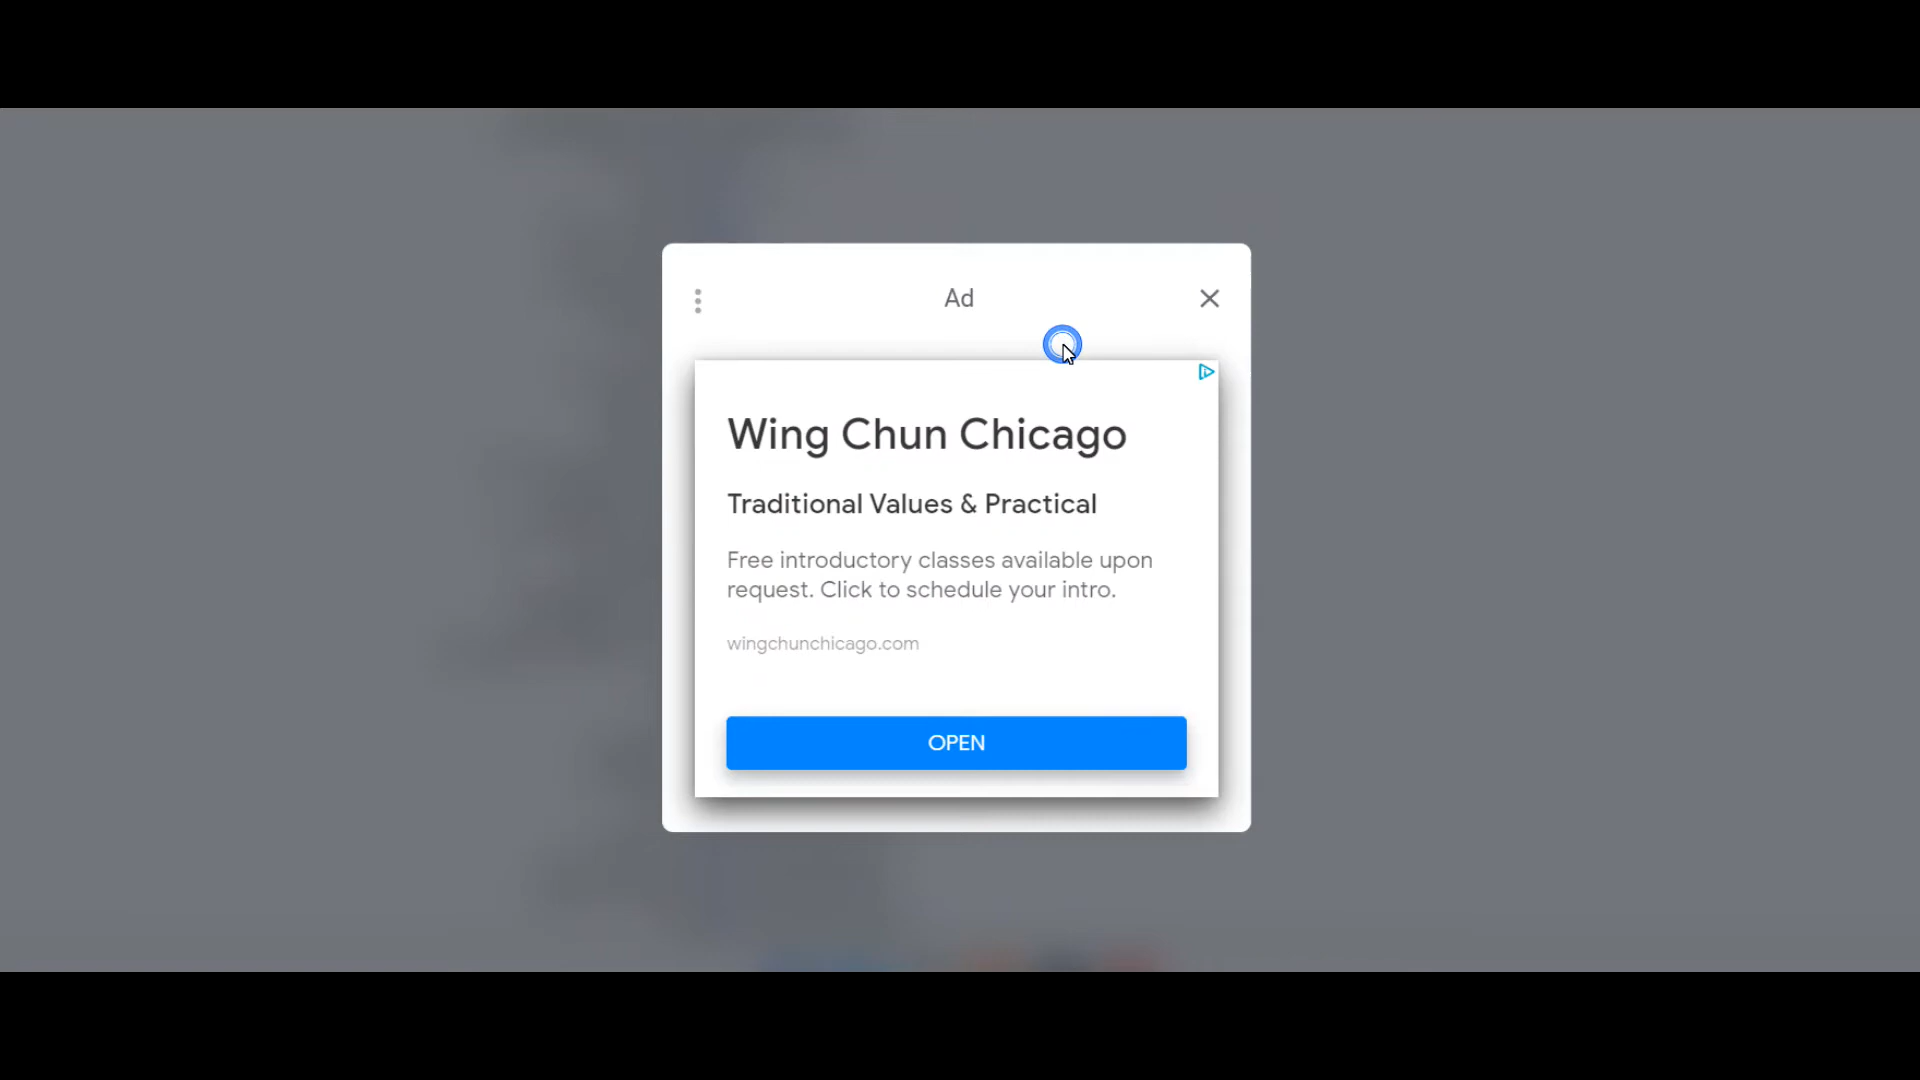 Ad
Wing Chun Chicago
Traditional Values & Practical
Free introductory classes available upon
request. Click to schedule your intro.
wingchunchicago.com
OPEN